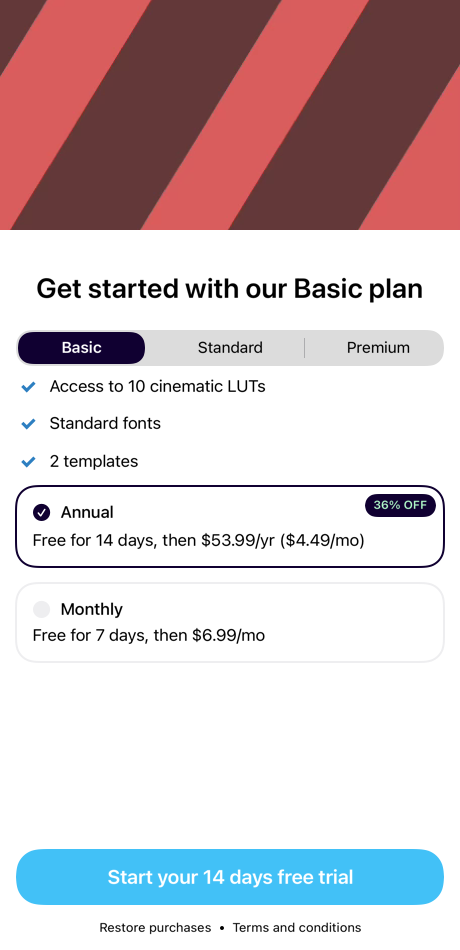 Get started with our Basic plan
Basic Standard Premium
Access to 10 cinematic LUTs
Standard fonts
2 templates
36% OFF
Annual
Free for 14 days, then $53.99/yr ($4.49/mo)
Monthly
Free for 7 days, then $6.99/mo
Start your 14 days free trial
Restore purchases • Terms and conditions